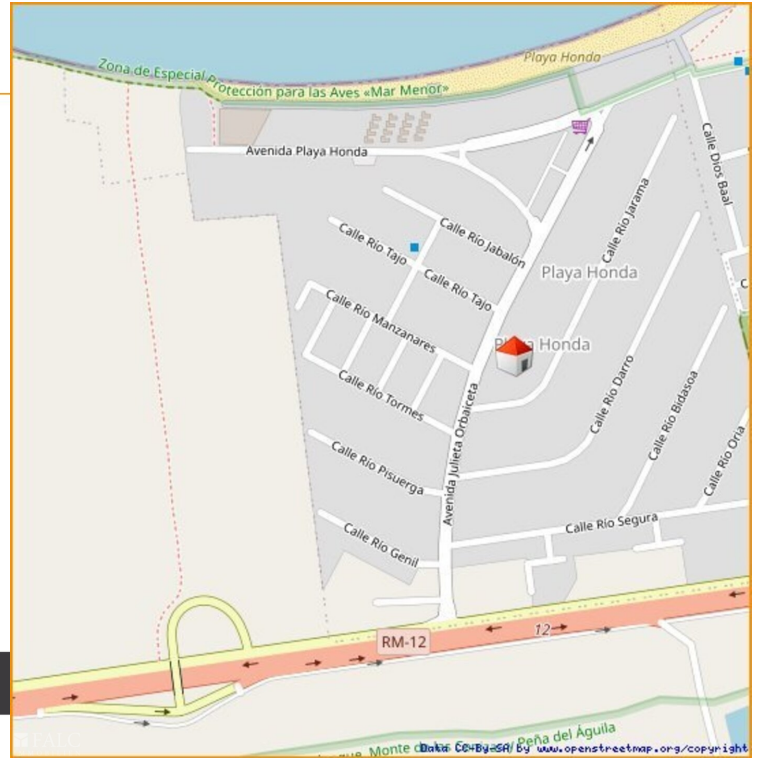 Playa Honda
Zona de Especial Protección para las Aves «Mar Menor»
Avenida Playa Honda
Calle Dios Baal
Calle Río Jarama
Calle Río Jabalón
Calle Río Tajo
Calle Río Tajo
Playa Honda
Calle Río Manzanares
Honda
Calle Río Tormes
Calle Río Darro
Calle Río Bidasoa
Avenida Julieta Orbaiceta
Calle Río Pisuerga
Calle Río Oria
Calle Río Segura
Calle Río Genil
RM-12
12
Peña del Águila
Data CC-By-SA by www.openstreetmap.org/copyright